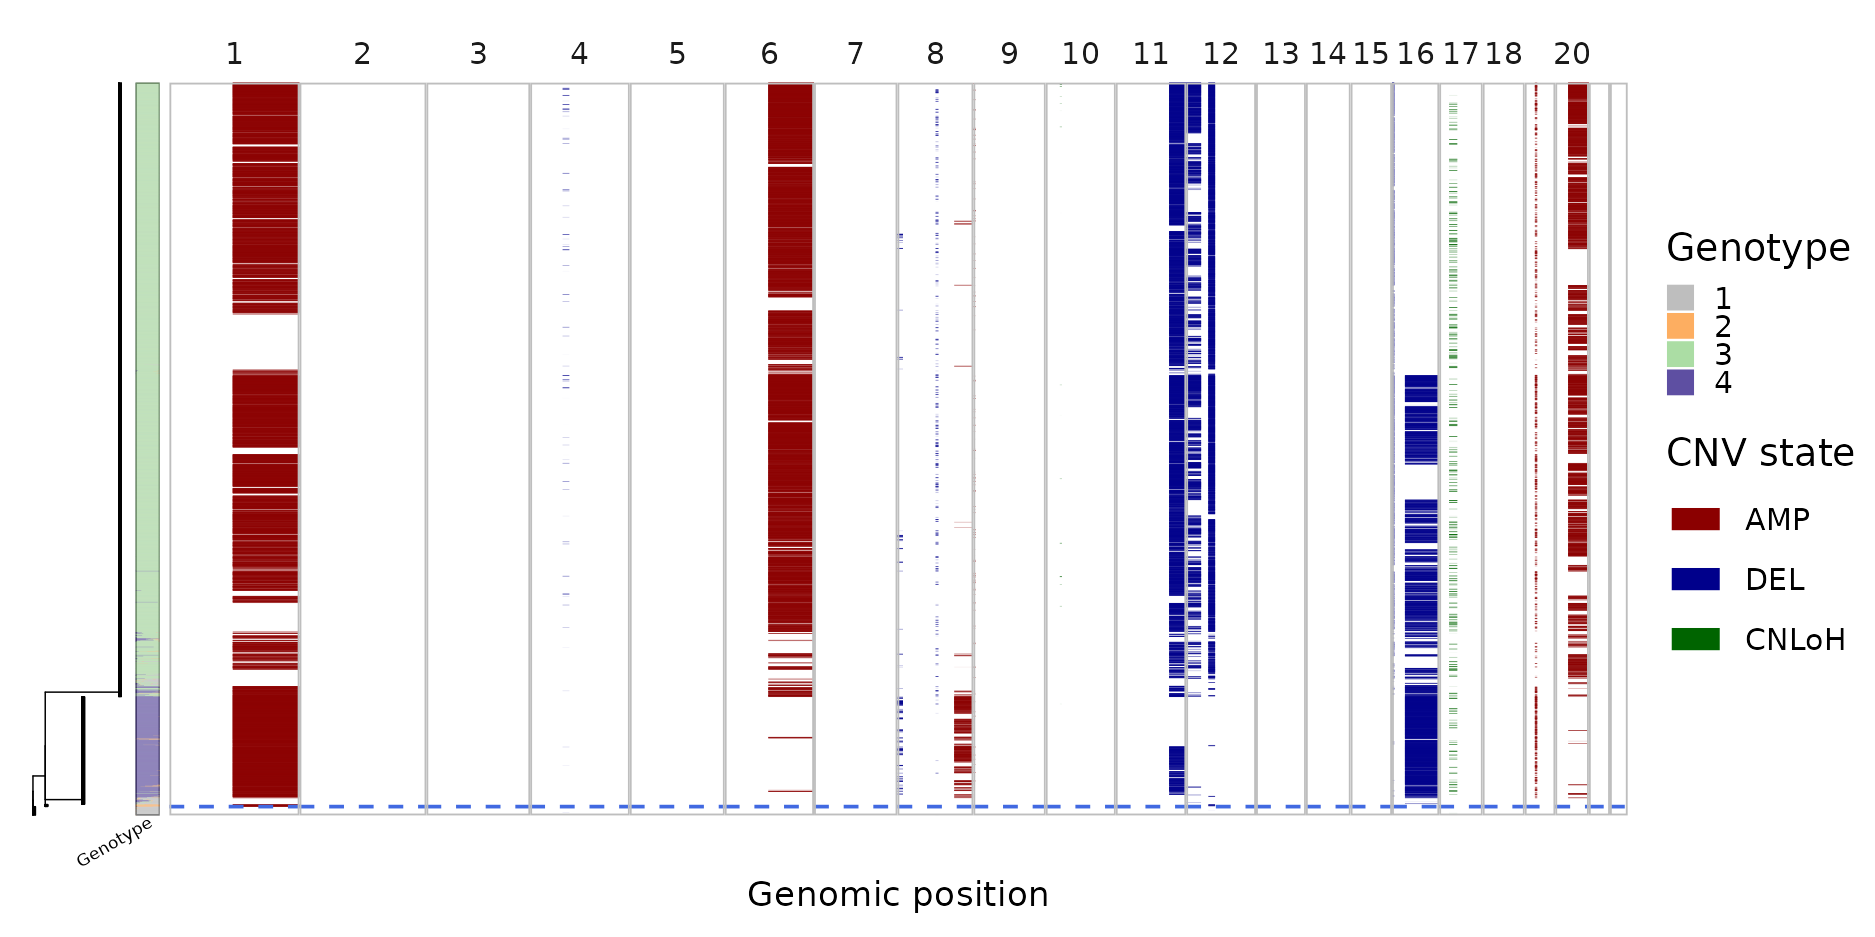 1 2 3 4 5 6 7 8 9 10 11 12 13 14 15 16 17 18 20
Genotype
1
2
3
4
CNV state
AMP
DEL
CNLoH
Genotype
Genomic position